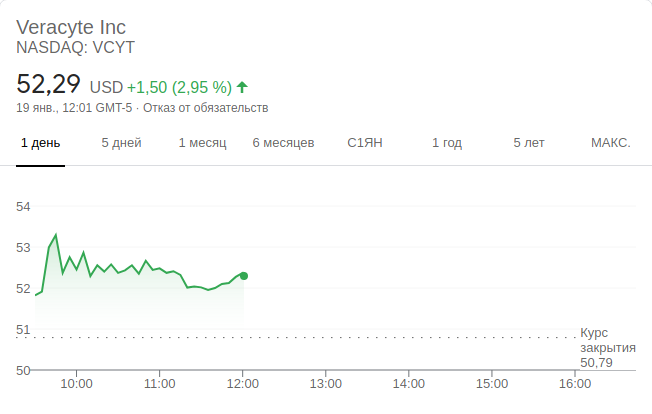 Veracyte Inc
NASDAQ: VCYT
52,29 USD +1,50 (2,95 %)
19 янв., 12:01 GMT-5 · Отказ от обязательств
1 день 5 дней 1 месяц 6 месяцев С1ЯН 1 год 5 лет МАКС.
54
53
52
51
Курс
закрытия
50,79
50
10:00 11:00 12:00 13:00 14:00 15:00 16:00